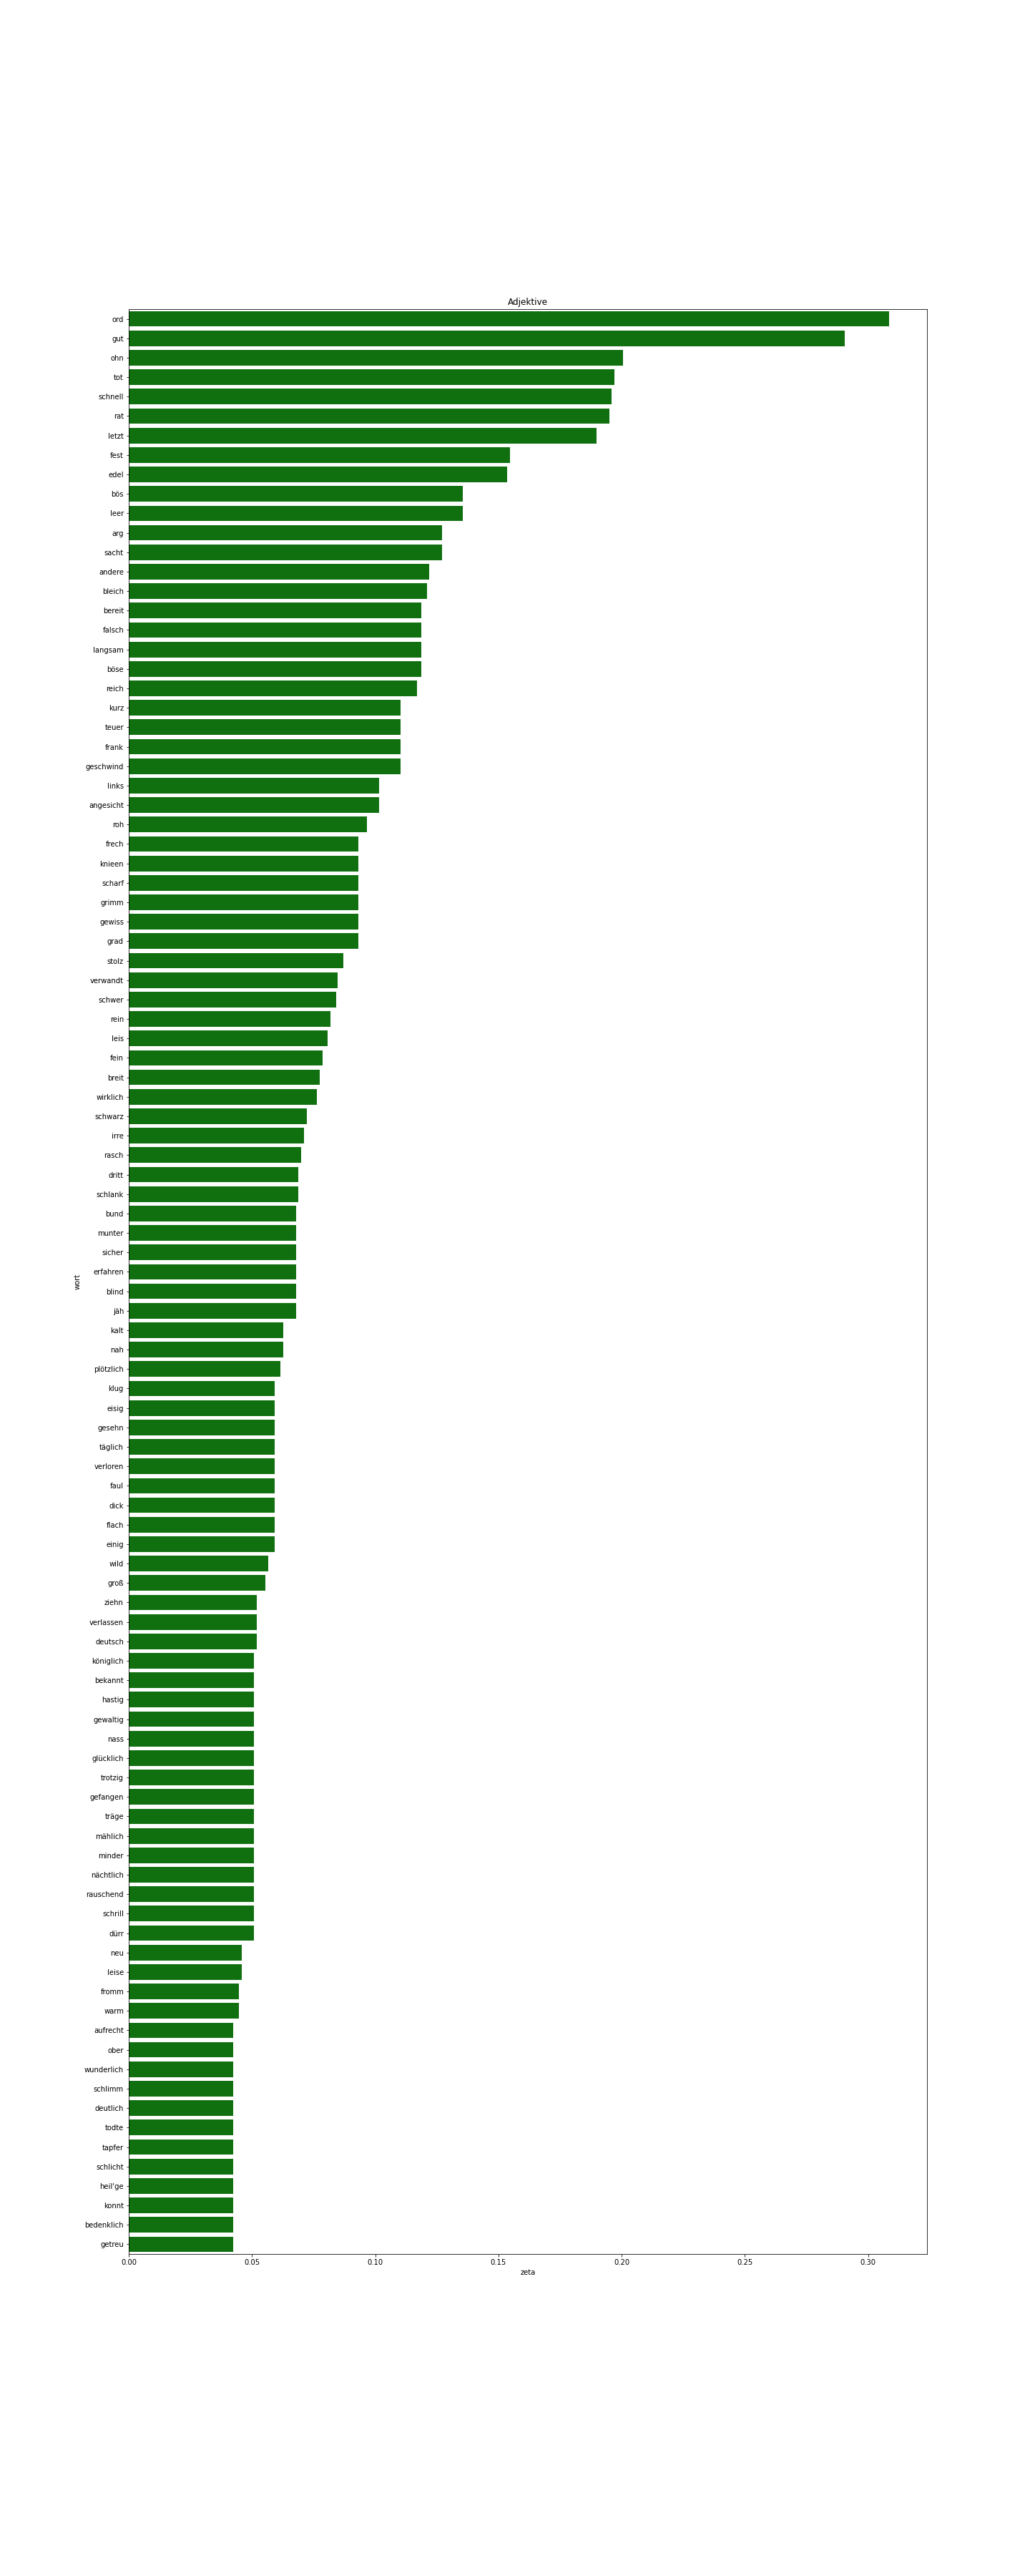 Adjektive
ord
gut
ohn
tot
schnell
rat
letzt
fest
edel
bös
leer
arg
sacht
andere
bleich
bereit
falsch
langsam
böse
reich
kurz
teuer
frank
geschwind
links
angesicht
roh
frech
knieen
scharf
grimm
gewiss
grad
stolz
verwandt
schwer
rein
leis
fein
breit
wirklich
schwarz
irre
rasch
dritt
schlank
bund
munter
sicher
erfahren
blind
jäh
kalt
nah
plötzlich
klug
eisig
gesehn
täglich
verloren
faul
dick
flach
einig
wild
groß
ziehn
verlassen
deutsch
königlich
bekannt
hastig
gewaltig
nass
glücklich
trotzig
gefangen
träge
mählich
minder
nächtlich
rauschend
schrill
dürr
neu
leise
fromm
warm
aufrecht
ober
wunderlich
schlimm
deutlich
todte
tapfer
schlicht
heil'ge
konnt
bedenklich
getreu
wort
0.00 0.05 0.10 0.15 0.20 0.25 0.30
zeta